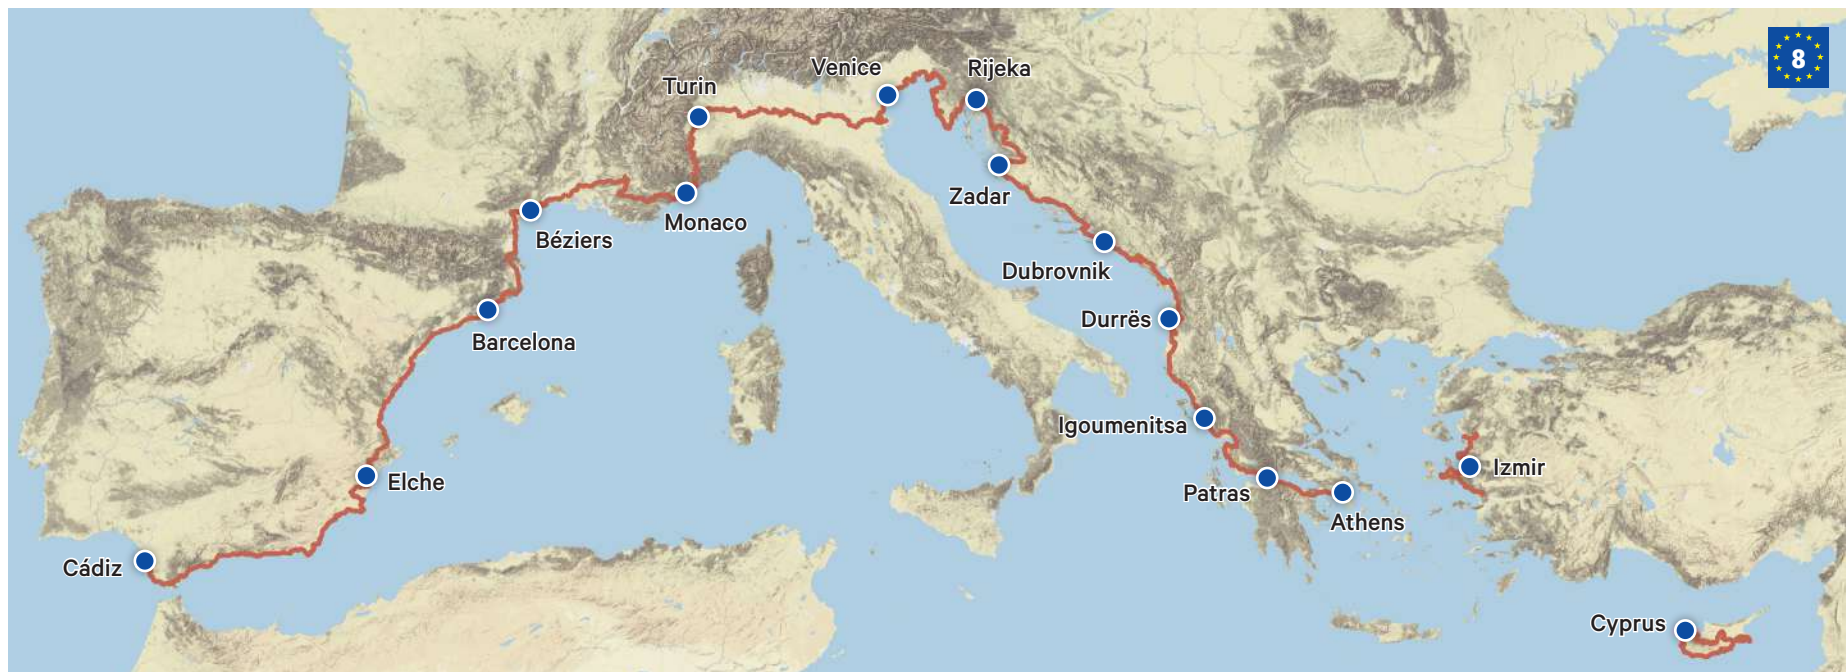 8
Venice
Rijeka
Turin
Zadar
Monaco
Béziers
Dubrovnik
Durrës
Barcelona
Igoumenitsa
Izmir
Elche
Patras
Athens
Cádiz
Cyprus